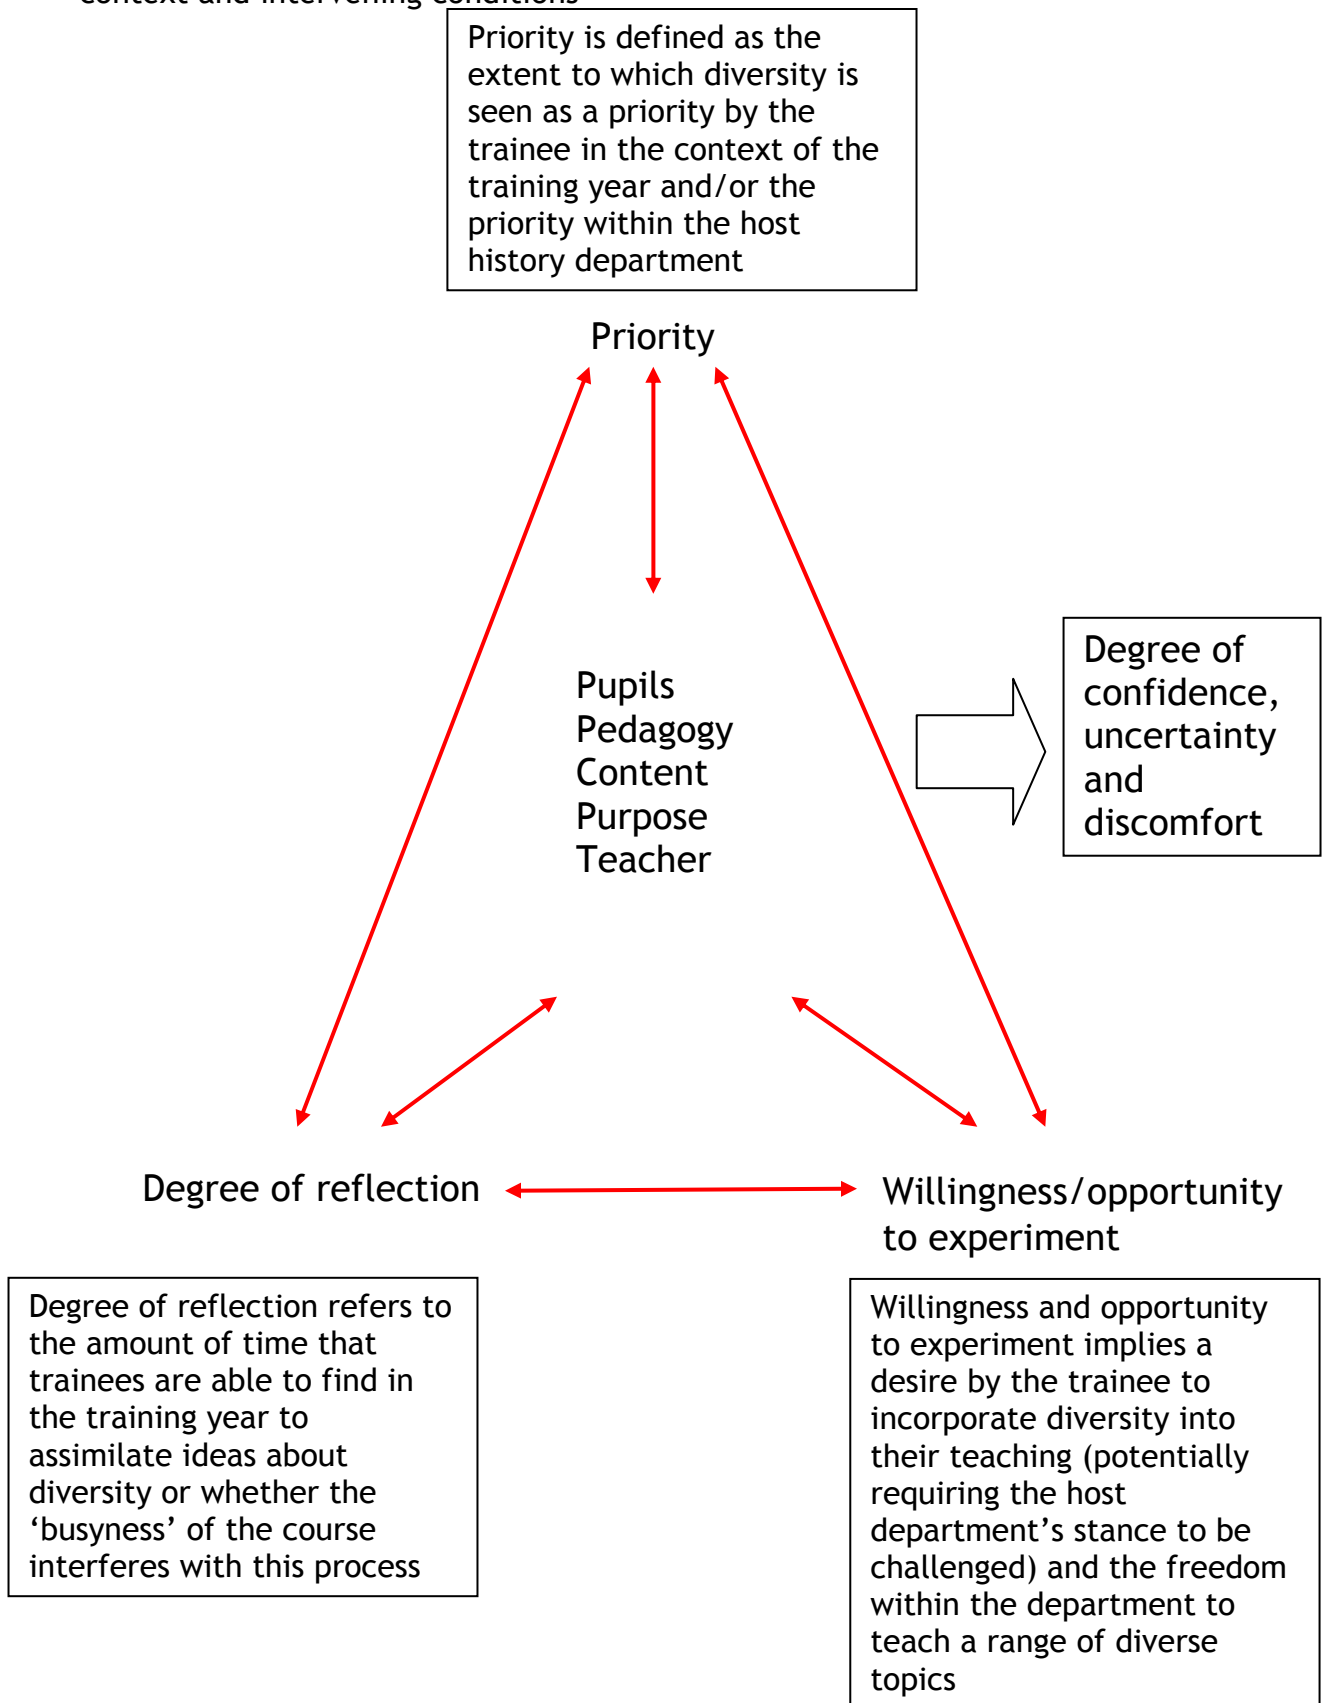 context and intervening conditions
Priority is defined as the
extent to which diversity is
seen as a priority by the
trainee in the context of the
training year and/or the
priority within the host
history department
Priority
Pupils
Pedagogy
Content
Purpose
Teacher
Degree of
confidence,
uncertainty
and
discomfort
Degree of reflection
Willingness/opportunity
to experiment
Degree of reflection refers to
the amount of time that
trainees are able to find in
the training year to
assimilate ideas about
diversity or whether the
‘busyness’ of the course
interferes with this process
Willingness and opportunity
to experiment implies a
desire by the trainee to
incorporate diversity into
their teaching (potentially
requiring the host
department’s stance to be
challenged) and the freedom
within the department to
teach a range of diverse
topics